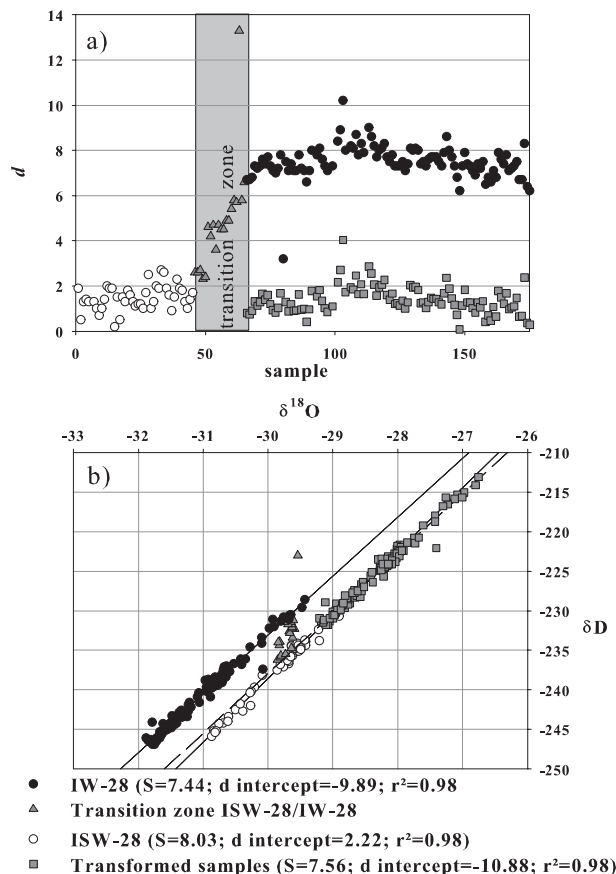 14
a)
12
10
8
d
6
4
2
0
transition zone
0 50 100 150
sample
δ18O
-33 -32 -31 -30 -29 -28 -27 -26
b)
-210
-215
-220
-225
-230
δD
-235
-240
-245
-250
IW-28 (S=7.44; d intercept=-9.89; r²=0.98
Transition zone ISW-28/IW-28
ISW-28 (S=8.03; d intercept=2.22; r²=0.98)
Transformed samples (S=7.56; d intercept=-10.88; r²=0.98)